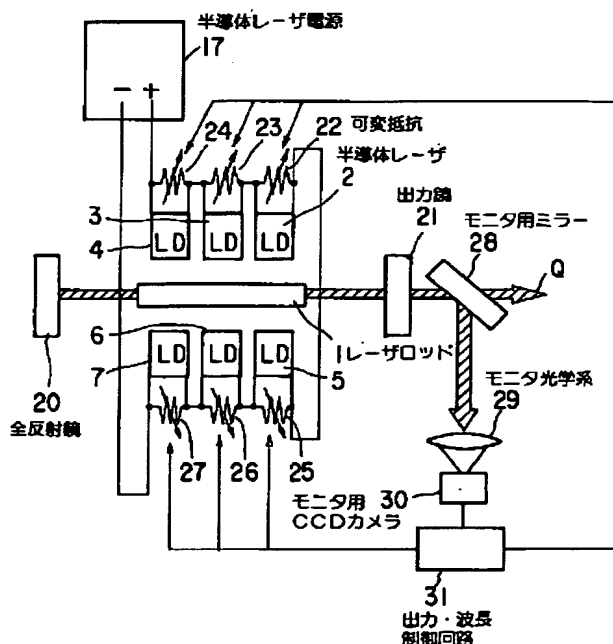 半導体レーザ電源
17
− +
24
23
22 可変抵抗
半導体レーザ
2
3
4
LD
LD
LD
出力鏡
21
モニタ用ミラー
28
Q
1レーザロッド
20
全反射鏡
6
7
LD
LD
LD
5
モニタ光学系
29
27
26
25
モニタ用
CCDカメラ
30
31
出力・波長
制御回路